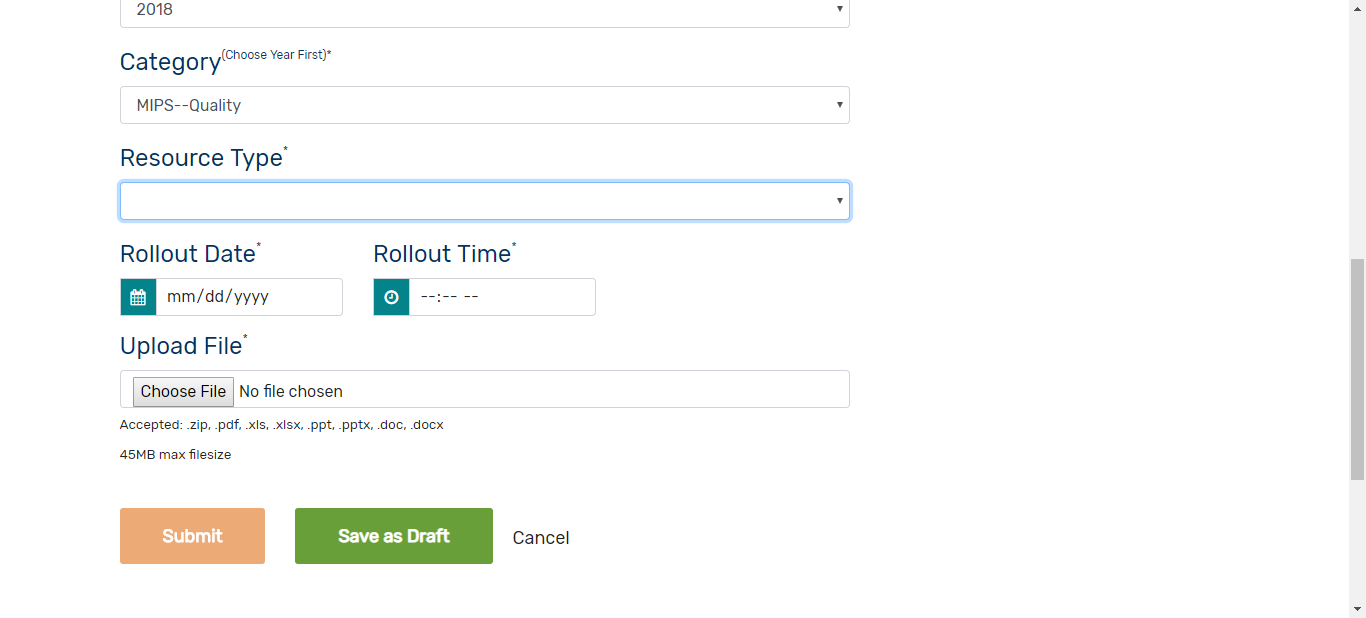 2018
Category(Choose Year First)*
MIPS--Quality
Resource Type*
Rollout Date* Rollout Time*
mm/dd/yyyy --:-- --
Upload File*
Choose File No file chosen
Accepted: .zip, .pdf, .xls, .xlsx, .ppt, .pptx, .doc, .docx
45MB max filesize
Submit Save as Draft Cancel